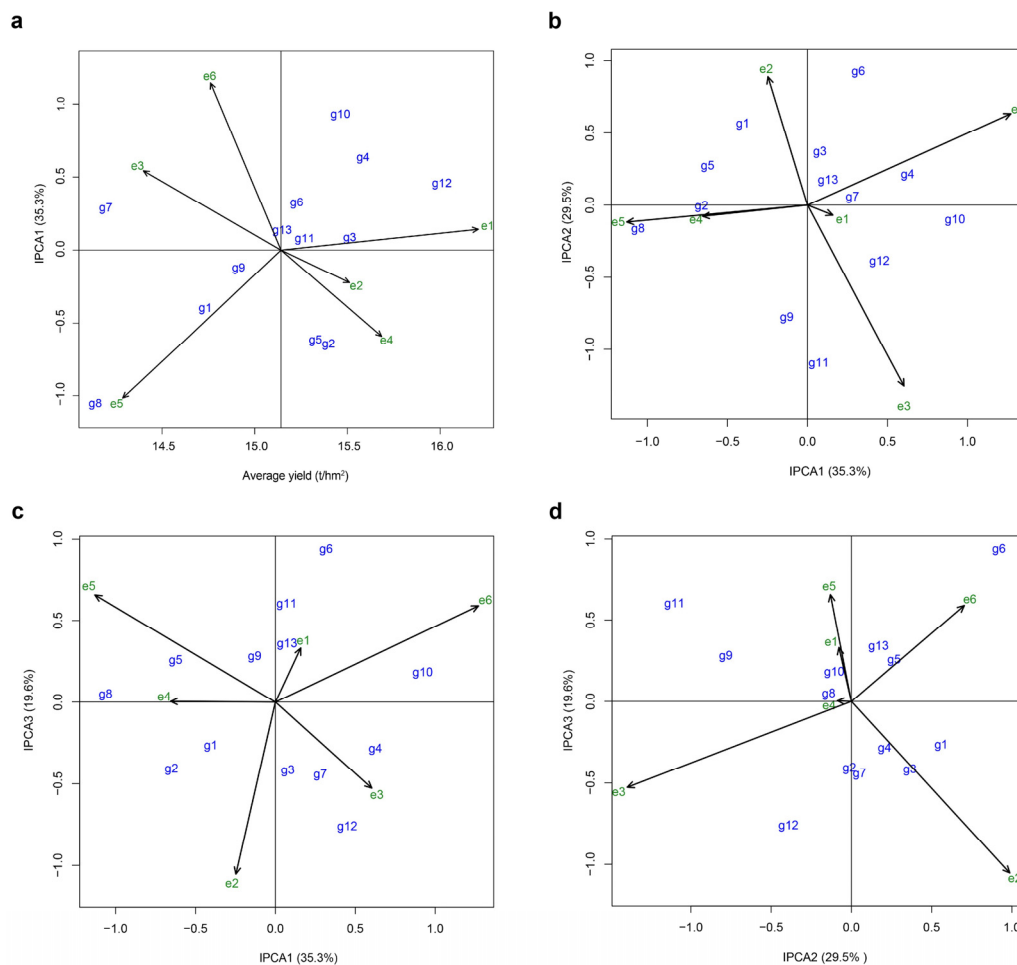 a
e6
g10
g4
e3
g12
g6
g7
e1
g13
g11
g3
g9
e2
g1
g5
g2
e4
g8
e5
1.0
0.5
0.0
−0.5
−1.0
14.5
15.0
15.5
16.0
IPCA1 (35.3%)
Average yield (t/hm²)
b
e2
g6
e
g1
g3
g5
g4
g13
g7
g2
e5
e4
e1
g10
g8
g12
g9
g11
e3
1.0
0.5
0.0
−0.5
−1.0
−1.0
−0.5
0.0
0.5
1.0
IPCA2 (29.5%)
IPCA1 (35.3%)
c
g6
e5
e6
g11
e1
g13
g5
g9
g10
g8
e4
g1
g4
g2
g3
g7
e3
g12
e2
1.0
0.5
0.0
−0.5
−1.0
−1.0
−0.5
0.0
0.5
1.0
IPCA3 (19.6%)
IPCA1 (35.3%)
d
g6
e5
e6
g11
e1
g13
g9
g5
g10
g8
e4
g4
g1
g2
g7
g3
e3
g12
e2
1.0
0.5
0.0
−0.5
−1.0
−1.0
−0.5
0.0
0.5
1.0
IPCA3 (19.6%)
IPCA2 (29.5% )